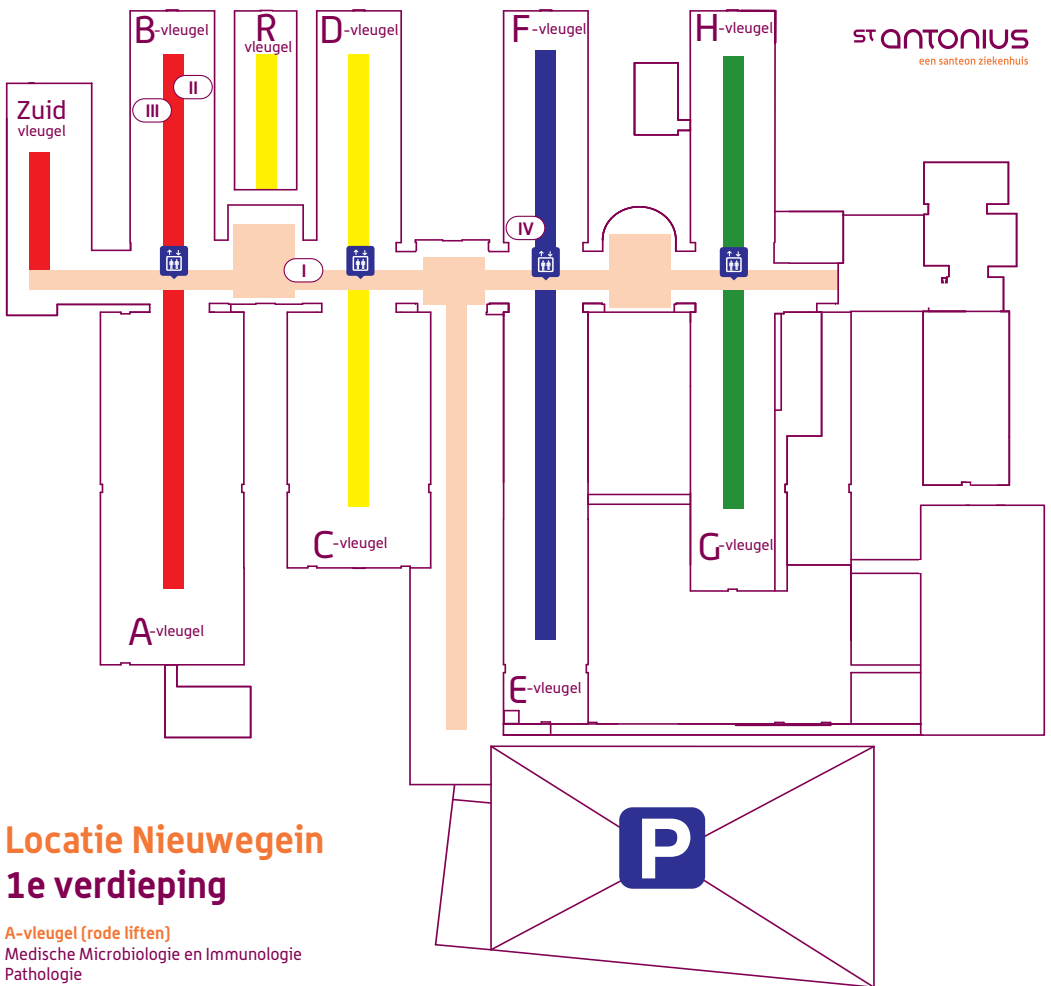 B-vleugel
R
vleugel
D-vleugel
F-vleugel
H-vleugel
ST ANTONIUS
een santeon ziekenhuis
II
III
Zuid
vleugel
IV
I
C-vleugel
G-vleugel
A-vleugel
E-vleugel
P
Locatie Nieuwegein
1e verdieping
A-vleugel (rode liften)
Medische Microbiologie en Immunologie
Pathologie